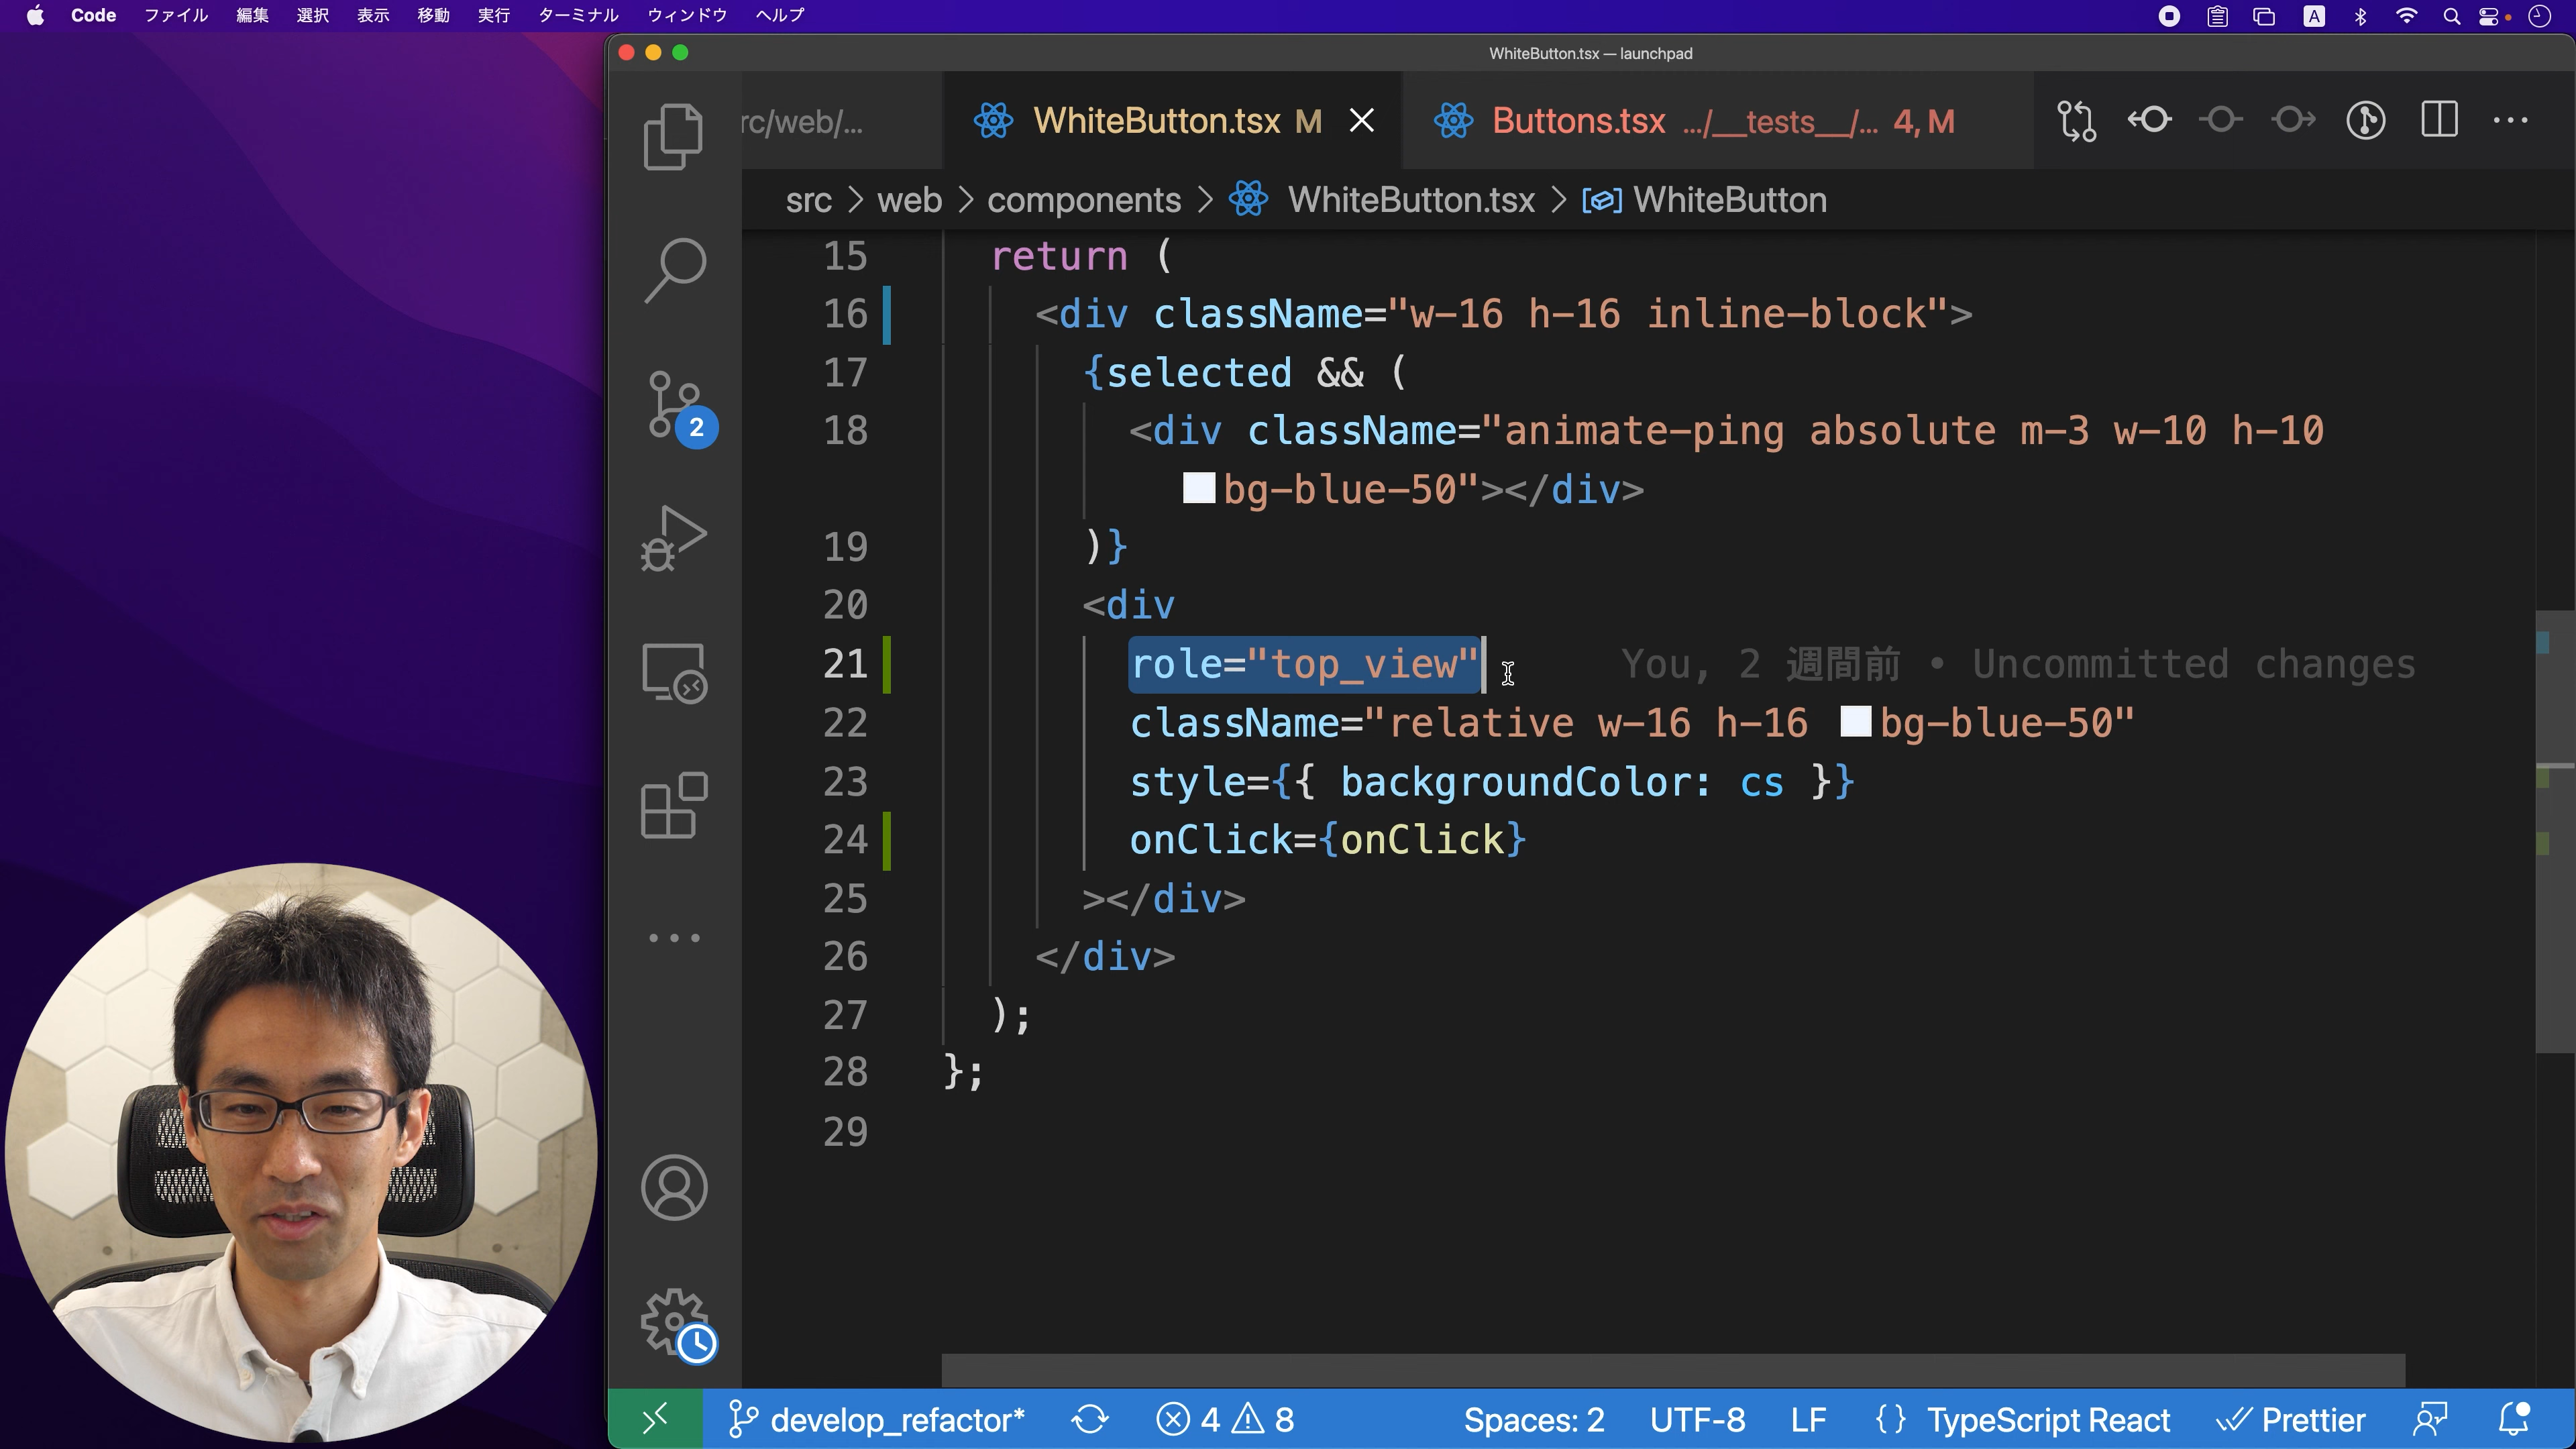 Code ファイル 編集 選択 表示 移動 実行 ターミナル ウィンドウ ヘルプ A
WhiteButton.tsx — launchpad
rc/web/... WhiteButton.tsx M Buttons.tsx .../__tests__/... 4, M
src > web > components > WhiteButton.tsx > WhiteButton
15 return (
16 <div className="w-16 h-16 inline-block">
17 {selected && (
18 <div className="animate-ping absolute m-3 w-10 h-10
bg-blue-50"></div>
19 )}
20 <div
21 role="top_view" You, 2 週間前 • Uncommitted changes
22 className="relative w-16 h-16 bg-blue-50"
23 style={{ backgroundColor: cs }}
24 onClick={onClick}
25 ></div>
26 </div>
27 );
28 };
29
2
develop_refactor* 4 8 Spaces: 2 UTF-8 LF {} TypeScript React Prettier